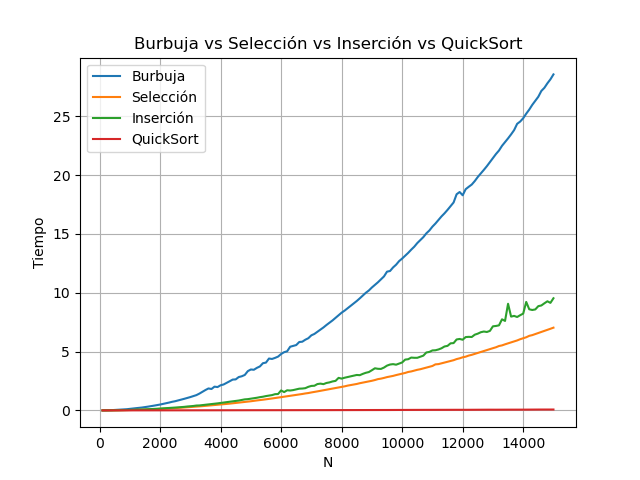 Burbuja vs Selección vs Inserción vs QuickSort
Burbuja
Selección
Inserción
QuickSort
Tiempo
25
20
15
10
5
0
0 2000 4000 6000 8000 10000 12000 14000
N